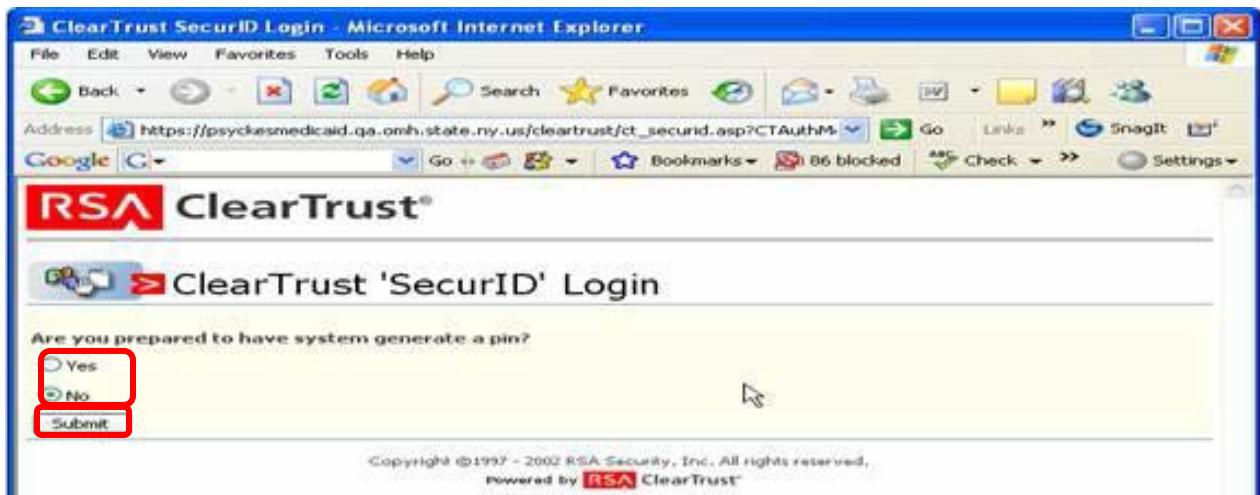 ClearTrust SecurID Login - Microsoft Internet Explorer
File Edit View Favorites Tools Help
Back Search Favorites W
Address https://psyckesmedicaid.qa.omh.state.ny.us/cleartrust/ct_securid.asp?CTAuthM Go Links » SnagIt
Google G Go Bookmarks 86 blocked ABC Check » Settings
RSA ClearTrust®
ClearTrust 'SecurID' Login
Are you prepared to have system generate a pin?
Yes
No
Submit
Copyright ©1997 - 2002 RSA Security, Inc. All rights reserved.
Powered by RSA ClearTrust